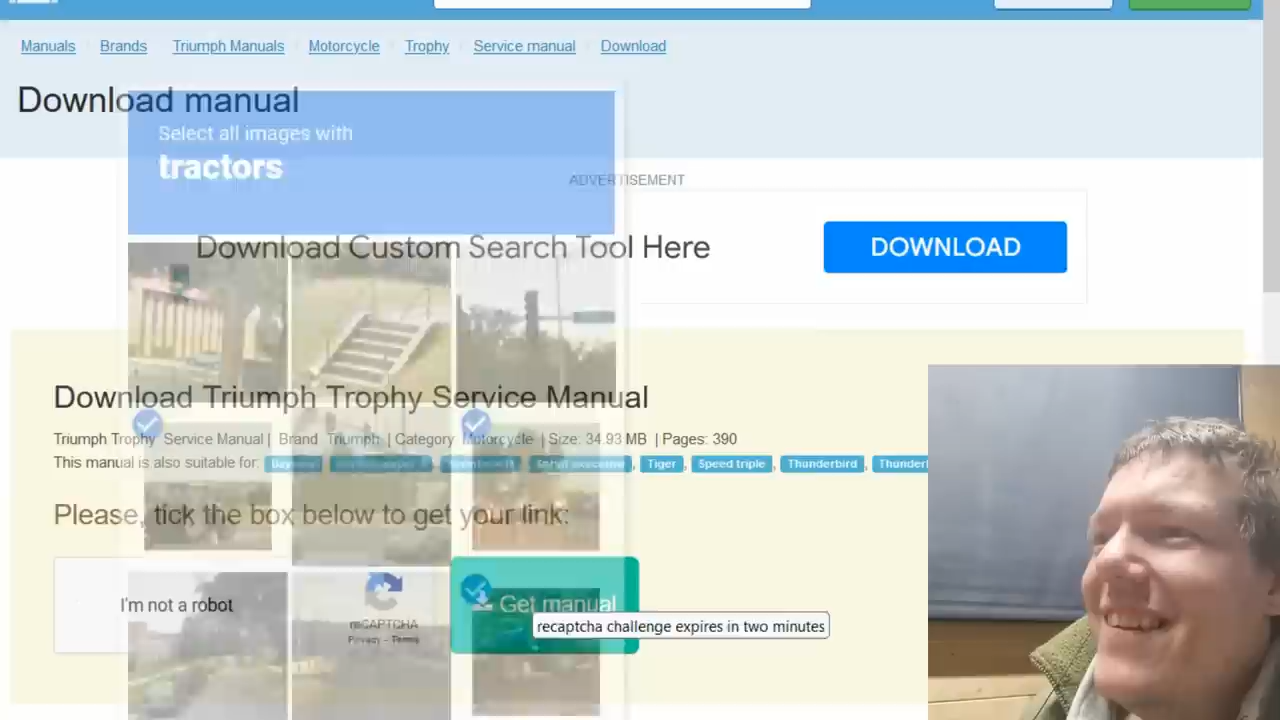 Manuals Brands Triumph Manuals Motorcycle Trophy Service manual Download
Download manual
Select all images with
tractors
ADVERTISEMENT
Download Custom Search Tool Here
DOWNLOAD
Download Triumph Trophy Service Manual
Triumph Trophy Service Manual | Brand Triumph | Category Motorcycle | Size: 34.93 MB | Pages: 390
This manual is also suitable for: Tiger, Speed triple, Thunderbird,
Please, tick the box below to get your link:
I'm not a robot
reCAPTCHA
Privacy - Terms
Get manual
recaptcha challenge expires in two minutes